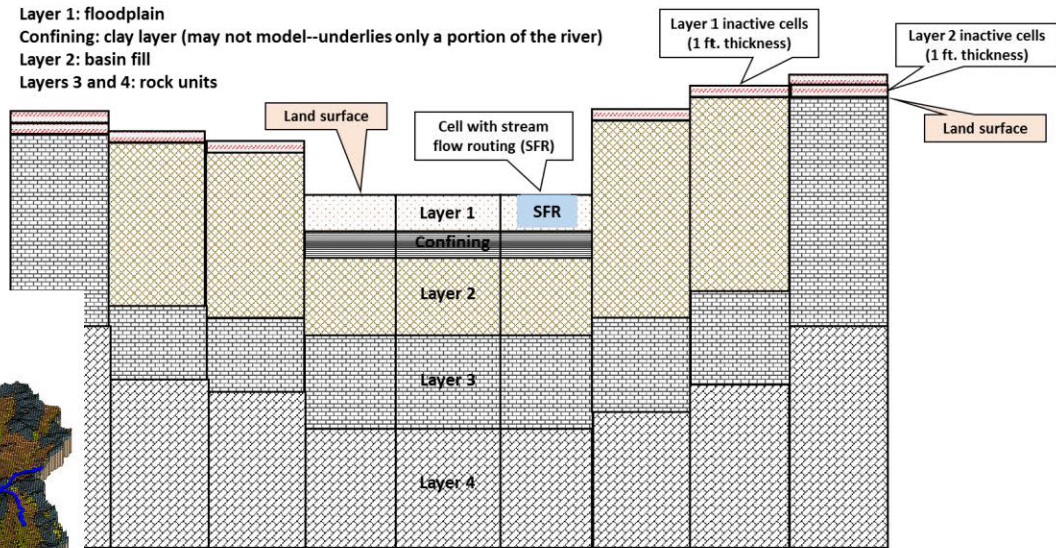 Layer 1: floodplain
Confining: clay layer (may not model--underlies only a portion of the river)
Layer 2: basin fill
Layers 3 and 4: rock units
Layer 1 inactive cells
(1 ft. thickness)
Layer 2 inactive cells
(1 ft. thickness)
Land surface
Cell with stream
flow routing (SFR)
Land surface
Layer 1
SFR
Confining
Layer 2
Layer 3
Layer 4